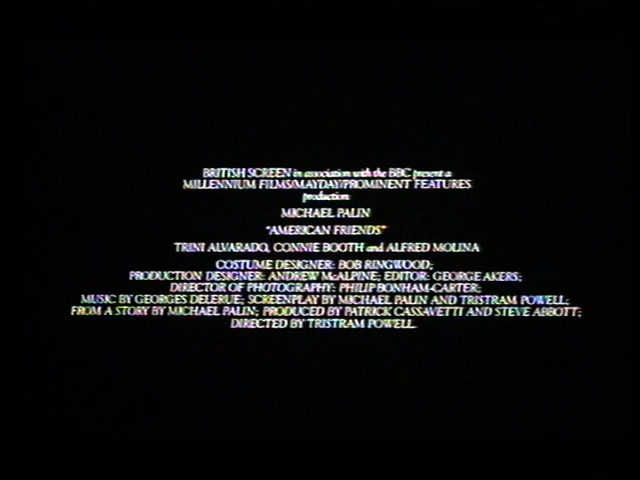 BRITISH SCREEN in association with the BBC present a
MILLENNIUM FILMS/MAYDAY/PROMINENT FEATURES
production
MICHAEL PALIN
"AMERICAN FRIENDS"
TRINI ALVARADO, CONNIE BOOTH and ALFRED MOLINA
COSTUME DESIGNER: BOB RINGWOOD;
PRODUCTION DESIGNER: ANDREW McALPINE; EDITOR: GEORGE AKERS;
DIRECTOR OF PHOTOGRAPHY: PHILIP BONHAM-CARTER;
MUSIC BY GEORGES DELERUE; SCREENPLAY BY MICHAEL PALIN AND TRISTRAM POWELL;
FROM A STORY BY MICHAEL PALIN; PRODUCED BY PATRICK CASSAVETTI AND STEVE ABBOTT;
DIRECTED BY TRISTRAM POWELL.